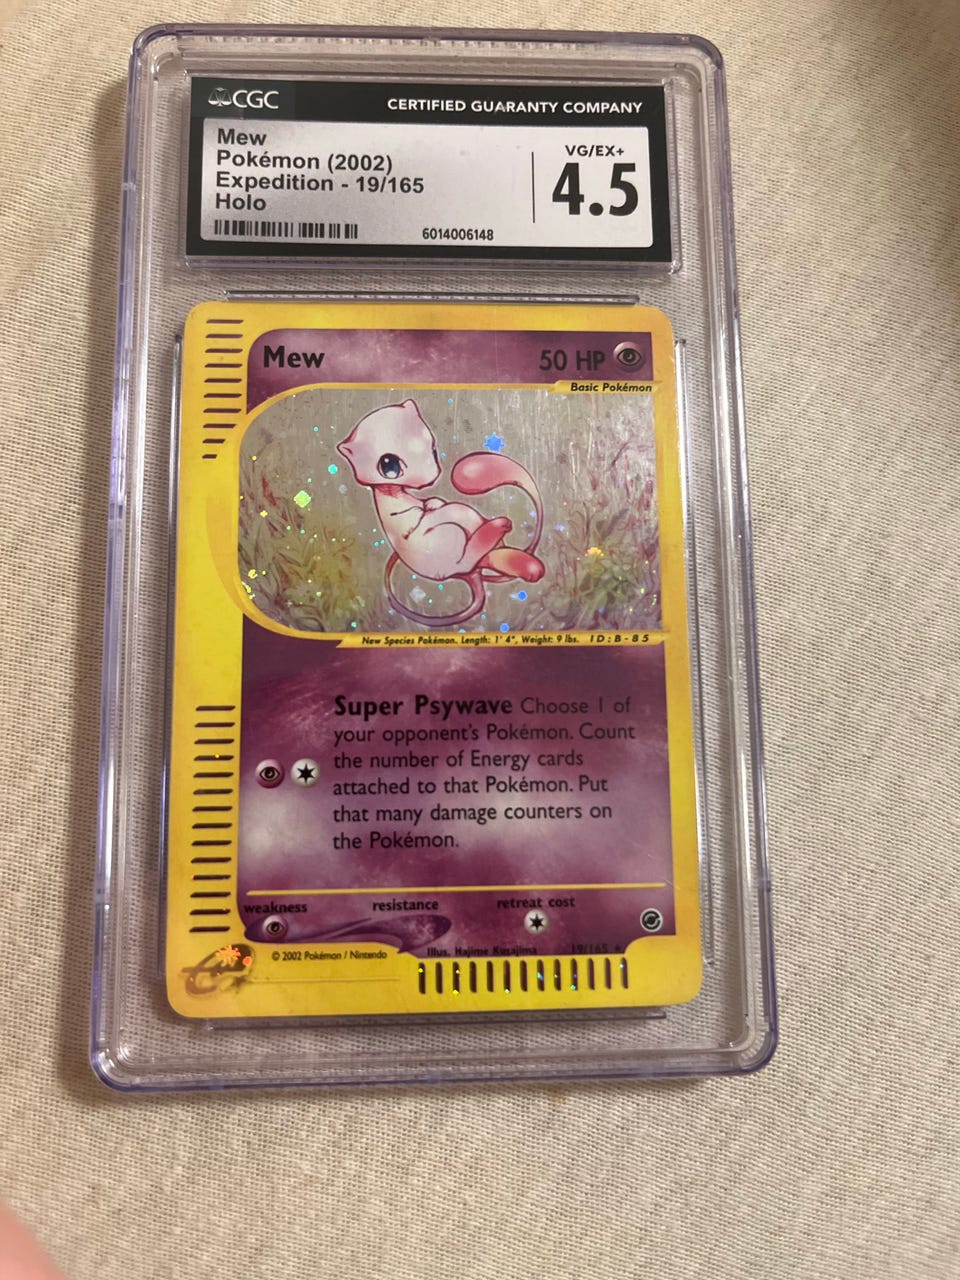 CGC
CERTIFIED GUARANTY COMPANY
Mew
Pokémon (2002)
Expedition - 19/165
Holo
VG/EX+
4.5
6014006148
Mew
50 HP
Basic Pokémon
New Species Pokémon. Length: 1' 4", Weight: 9 lbs. ID: B-85
Super Psywave Choose 1 of
your opponent's Pokémon. Count
the number of Energy cards
attached to that Pokémon. Put
that many damage counters on
the Pokémon.
weakness resistance retreat cost
Illus. Hajime Kusajima 19/165 ★
© 2002 Pokémon / Nintendo